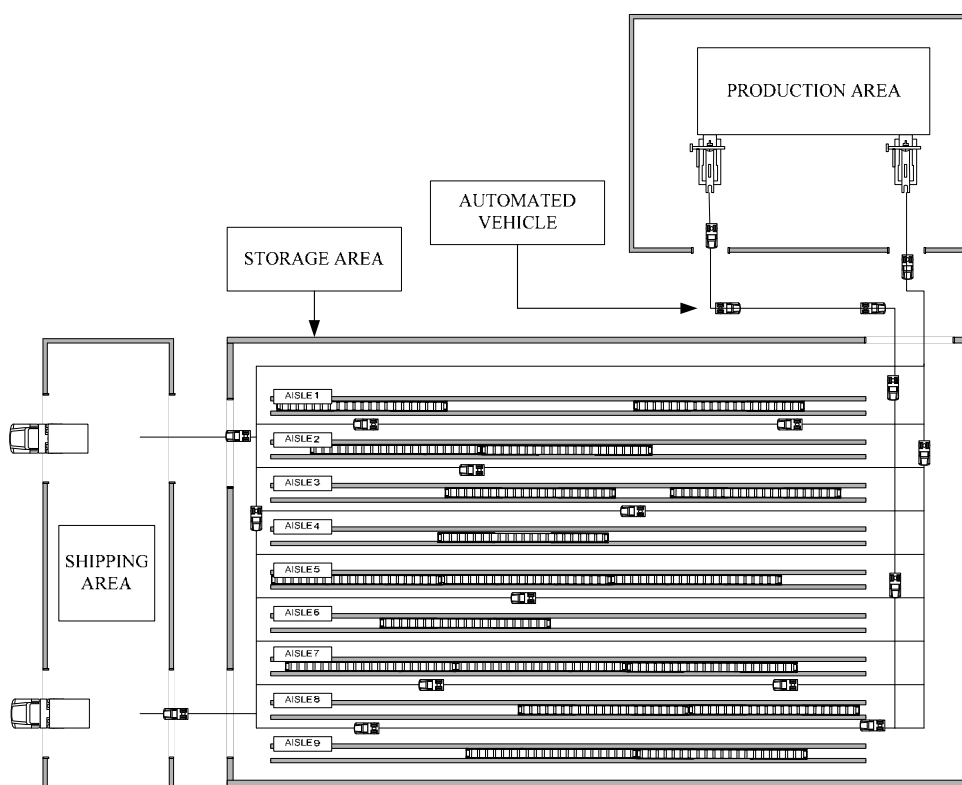 PRODUCTION AREA
AUTOMATED
VEHICLE
STORAGE AREA
AISLE 1
AISLE 2
AISLE 3
AISLE 4
SHIPPING
AREA
AISLE 5
AISLE 6
AISLE 7
AISLE 8
AISLE 9